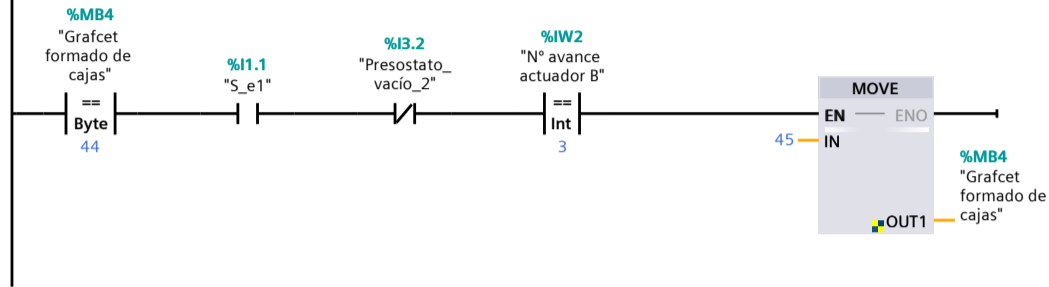 %MB4
"Grafcet
formado de
cajas"
==
Byte
44
%I1.1
"S_e1"
%I3.2
"Presostato_
vacío_2"
%IW2
"Nº avance
actuador B"
==
Int
3
MOVE
EN
ENO
45
IN
OUT1
%MB4
"Grafcet
formado de
cajas"